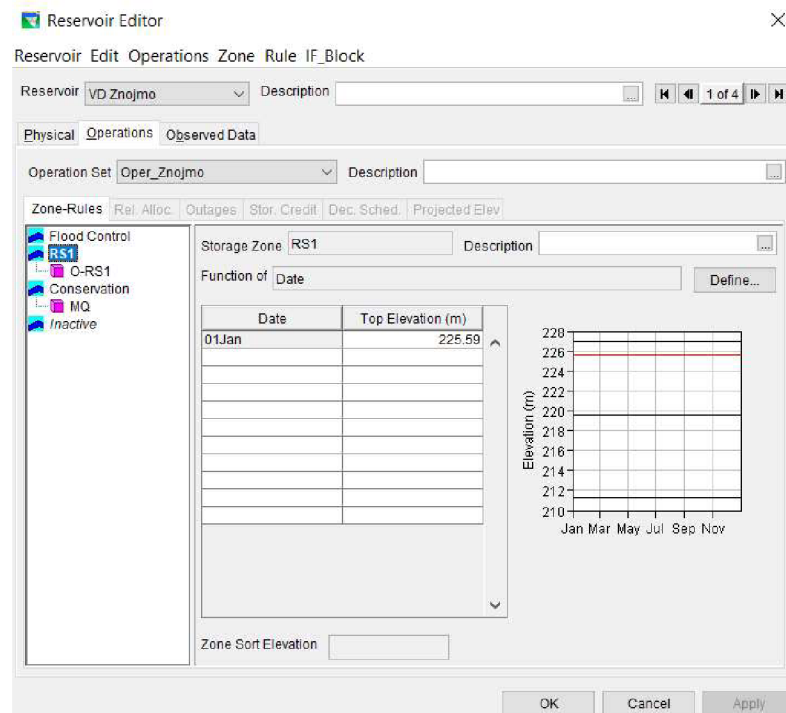 Reservoir Editor
Reservoir Edit Operations Zone Rule IF_Block
Reservoir VD Znojmo Description ... 1 of 4
Physical Operations Observed Data
Operation Set Oper_Znojmo Description ...
Zone-Rules Rel. Alloc. Outages Stor. Credit Dec. Sched. Projected Elev
Flood Control
RS1
O-RS1
Conservation
MQ
Inactive
Storage Zone RS1 Description ...
Function of Date Define...
Date Top Elevation (m)
01Jan 225.59
Elevation (m)
228
226
224
222
220
218
216
214
212
210
Jan Mar May Jul Sep Nov
Zone Sort Elevation
OK Cancel Apply